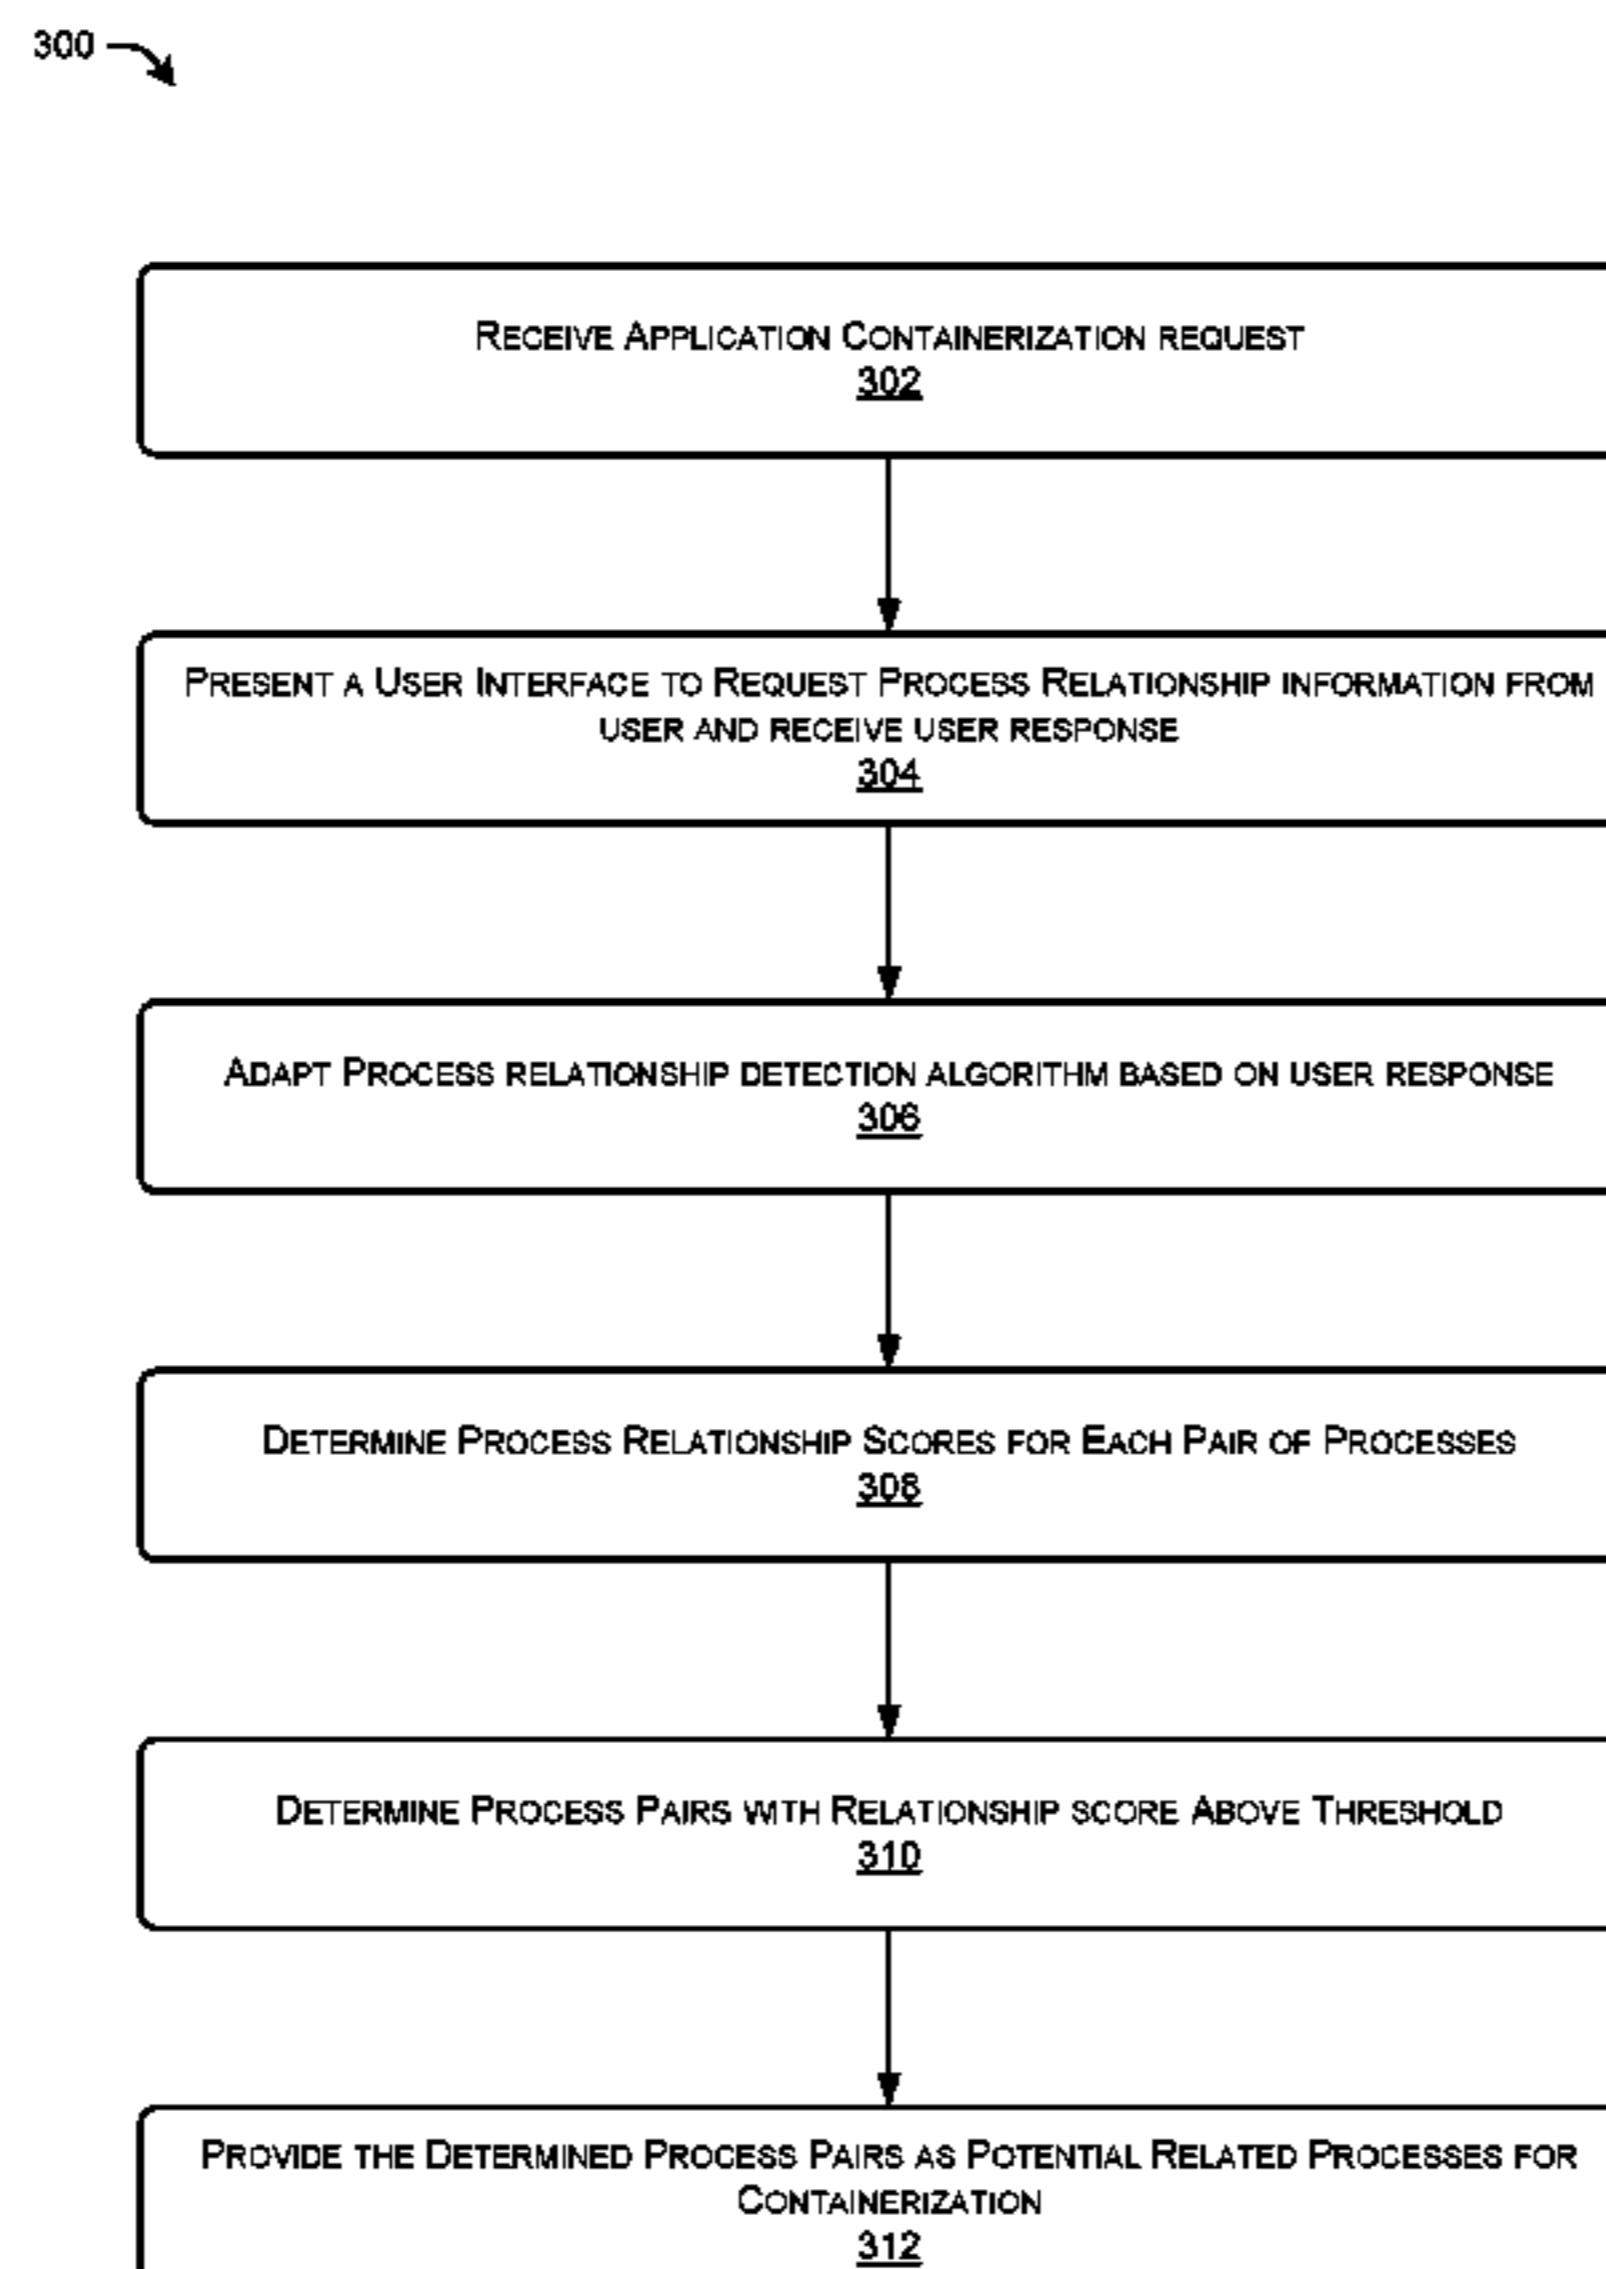 300
Receive Application Containerization request
302
Present a User Interface to Request Process Relationship information from
user and receive user response
304
Adapt Process relationship detection algorithm based on user response
306
Determine Process Relationship Scores for Each Pair of Processes
308
Determine Process Pairs with Relationship score Above Threshold
310
Provide the Determined Process Pairs as Potential Related Processes for
Containerization
312